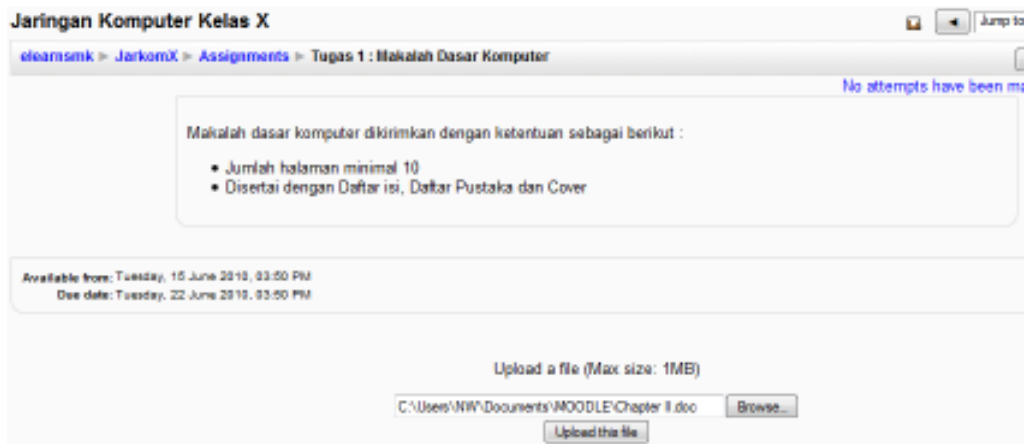 Jaringan Komputer Kelas X
Jump to
elearnsmk ► JarkomX ► Assignments ► Tugas 1 : Makalah Dasar Komputer
No attempts have been ma
Makalah dasar komputer dikirimkan dengan ketentuan sebagai berikut :
• Jumlah halaman minimal 10
• Disertai dengan Daftar isi, Daftar Pustaka dan Cover
Available from: Tuesday, 15 June 2010, 03:50 PM
Due date: Tuesday, 22 June 2010, 03:50 PM
Upload a file (Max size: 1MB)
C:\Users\NW\Documents\MOODLE\Chapter II.doc Browse...
Upload this file